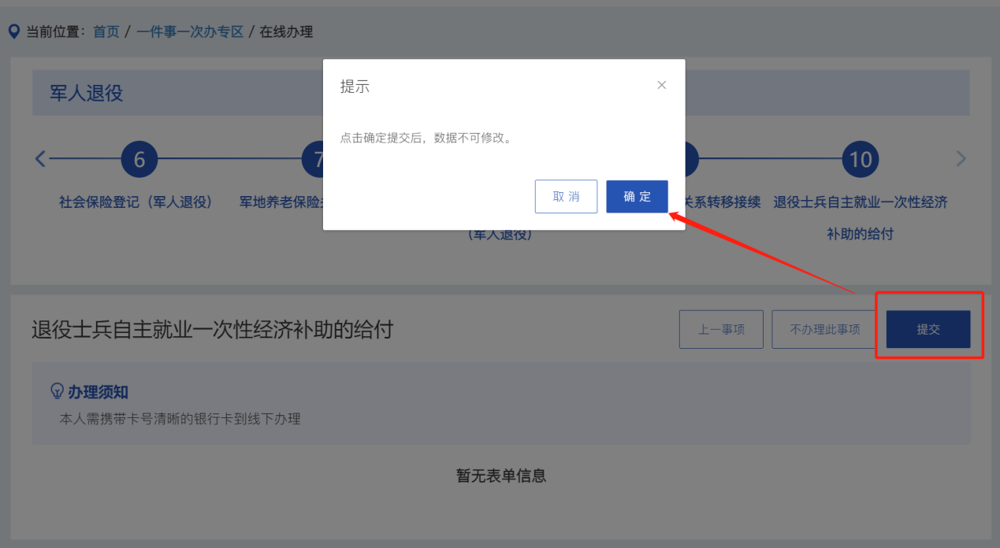 当前位置：首页 / 一件事一次办专区 / 在线办理
提示
×
军人退役
点击确定提交后，数据不可修改。
6
7
10
取 消
确 定
社会保险登记（军人退役）
军地养老保险
关系转移接续
退役士兵自主就业一次性经济
（军人退役）
补助的给付
退役士兵自主就业一次性经济补助的给付
上一事项
不办理此事项
提交
办理须知
本人需携带卡号清晰的银行卡到线下办理
暂无表单信息